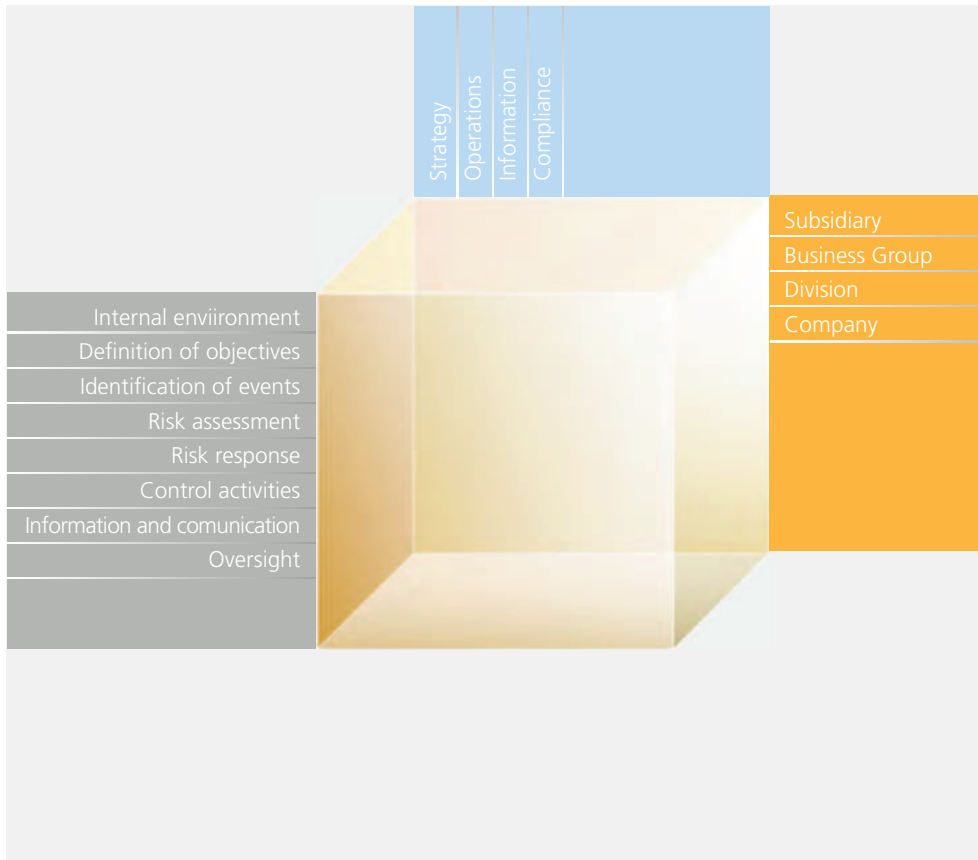 Strategy
Operations
Information
Compliance
Subsidiary
Business Group
Division
Company
Internal enviironment
Definition of objectives
Identification of events
Risk assessment
Risk response
Control activities
Information and comunication
Oversight